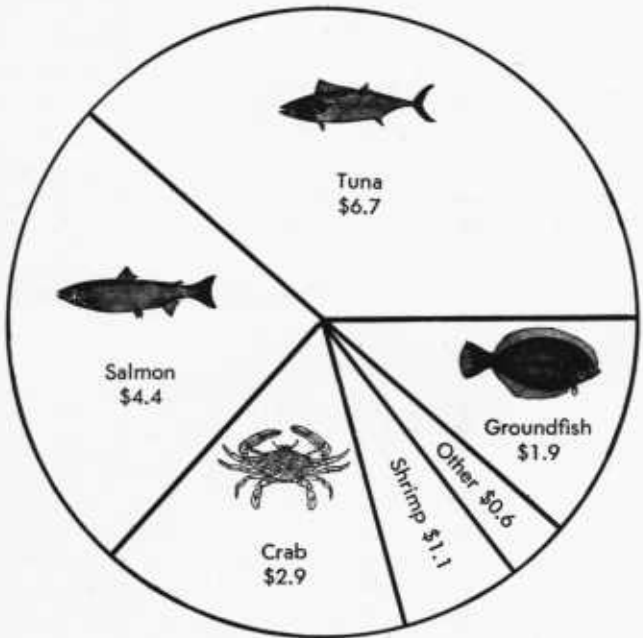 Tuna
$6.7
Salmon
$4.4
Crab
$2.9
Shrimp $1.1
Other $0.6
Groundfish
$1.9